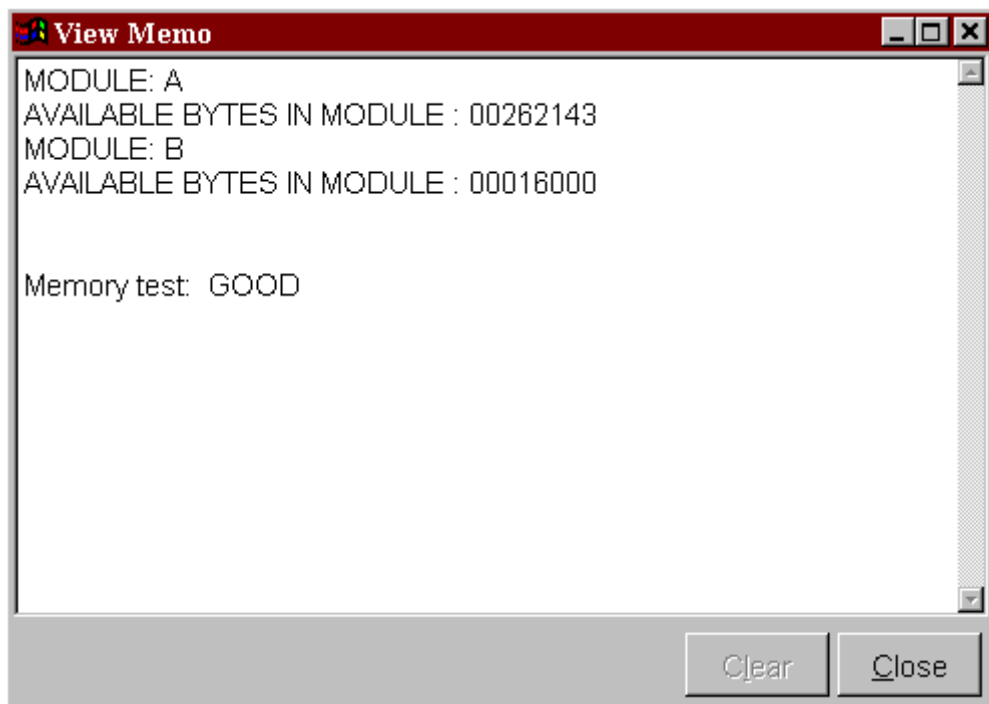 View Memo
MODULE: A
AVAILABLE BYTES IN MODULE : 00262143
MODULE: B
AVAILABLE BYTES IN MODULE : 00016000
Memory test:  GOOD
Clear
Close